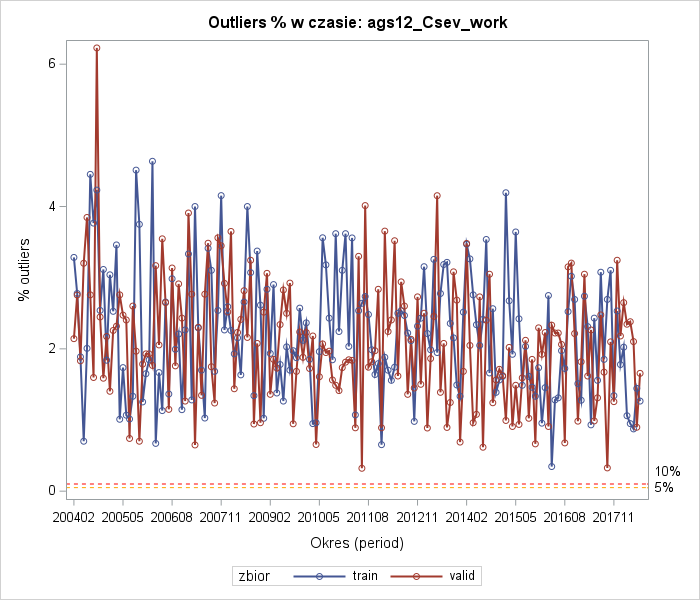 Outliers % w czasie: ags12_Csev_work
% outliers
6
4
2
0
10%
5%
200402 200505 200608 200711 200902 201005 201108 201211 201402 201505 201608 201711
Okres (period)
zbior train valid